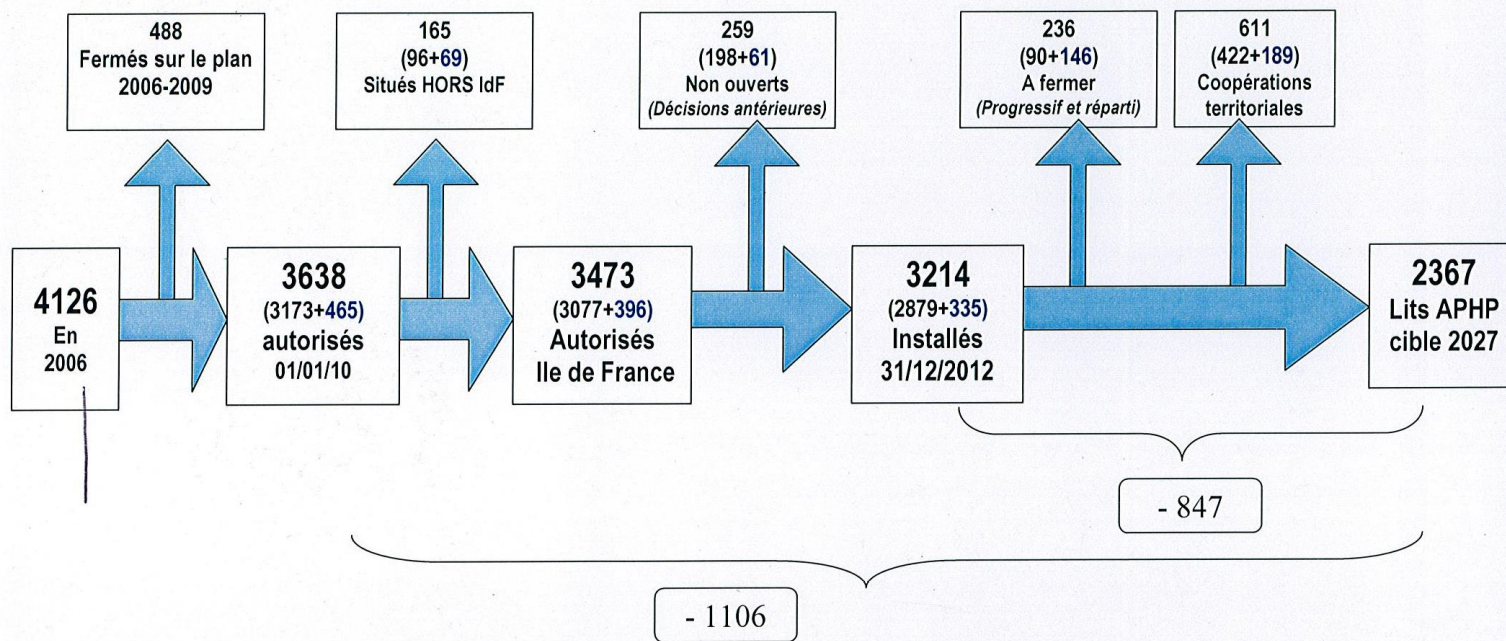 488
Fermés sur le plan
2006-2009
165
(96+69)
Situés HORS IdF
259
(198+61)
Non ouverts
(Décisions antérieures)
236
(90+146)
A fermer
(Progressif et réparti)
611
(422+189)
Coopérations
territoriales
4126
En
2006
3638
(3173+465)
autorisés
01/01/10
3473
(3077+396)
Autorisés
Ile de France
3214
(2879+335)
Installés
31/12/2012
2367
Lits APHP
cible 2027
- 847
- 1106